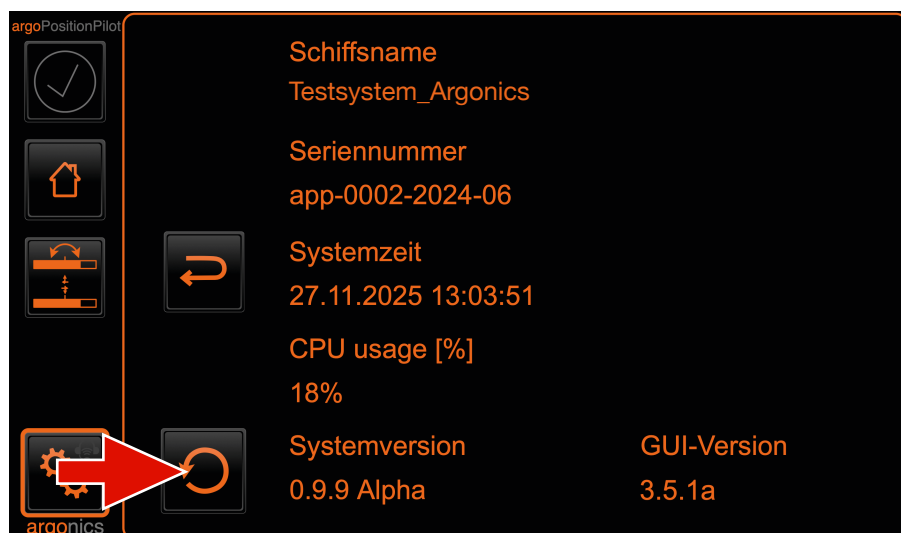 argoPositionPilot
Schiffsname
Testsystem_Argonics
Seriennummer
app-0002-2024-06
Systemzeit
27.11.2025 13:03:51
CPU usage [%]
18%
Systemversion
0.9.9 Alpha
GUI-Version
3.5.1a
argonics